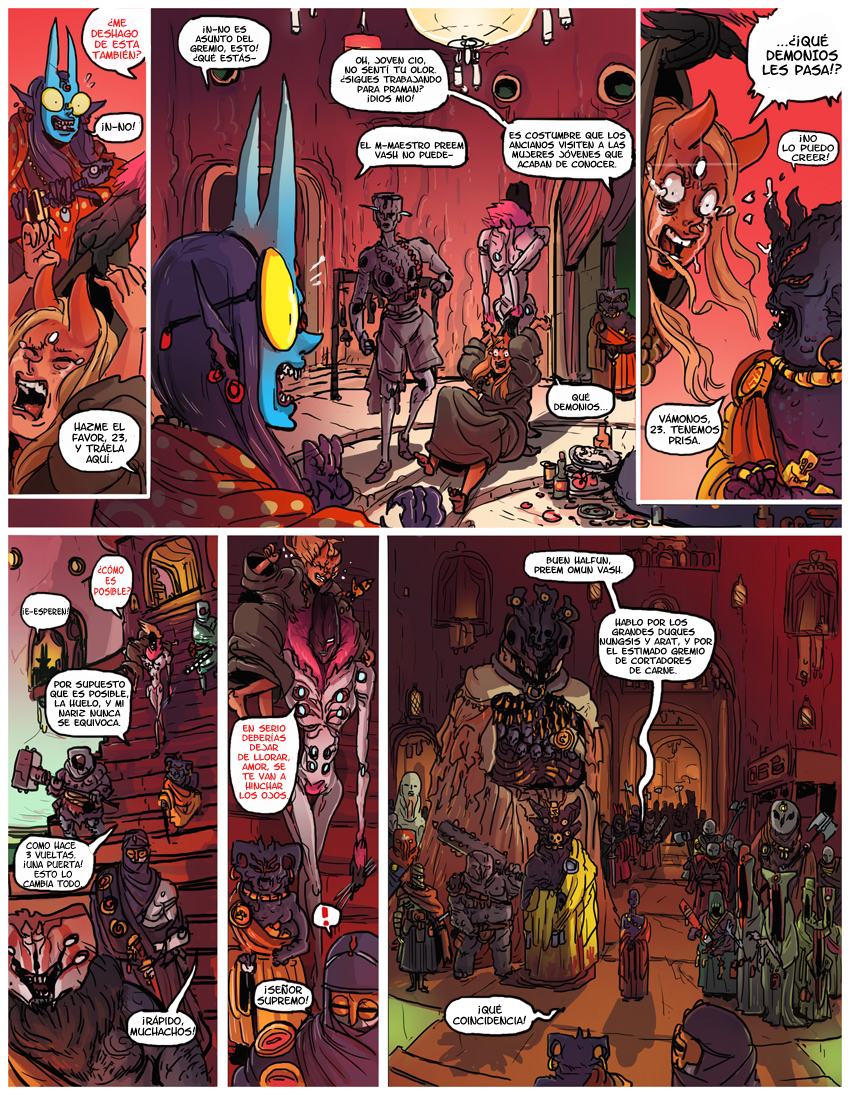 ¿ME
DESHAGO
DE ESTA
TAMBIÉN?
¡N-NO!
HAZME EL
FAVOR, 23,
Y TRÁELA
AQUÍ.
¡N-NO ES
ASUNTO DEL
GREMIO, ESTO!
¿QUÉ ESTÁS-
OH, JOVEN CIO,
NO SENTÍ TU OLOR.
¿SIGUES TRABAJANDO
PARA PRAMAN?
¡DIOS MIO!
ES COSTUMBRE QUE LOS
ANCIANOS VISITEN A LAS
MUJERES JÓVENES QUE
ACABAN DE CONOCER.
EL M-MAESTRO PREEM
VASH NO PUEDE-
QUÉ
DEMONIOS...
...¿¡QUÉ
DEMONIOS
LES PASA!?
¡NO
LO PUEDO
CREER!
VÁMONOS,
23. TENEMOS
PRISA.
¿CÓMO
ES
POSIBLE?
¡E-ESPEREN!
POR SUPUESTO
QUE ES POSIBLE,
LA HUELO, Y MI
NARIZ NUNCA
SE EQUIVOCA.
COMO HACE
3 VUELTAS.
¡UNA PUERTA!
ESTO LO
CAMBIA TODO.
¡RÁPIDO,
MUCHACHOS!
EN SERIO
DEBERÍAS
DEJAR
DE LLORAR,
AMOR, SE
TE VAN A
HINCHAR
LOS OJOS.
!
¡SEÑOR
SUPREMO!
BUEN HALFUN,
PREEM OMUN VASH.
HABLO POR LOS
GRANDES DUQUES
NUNGSIS Y ARAT, Y POR
EL ESTIMADO GREMIO
DE CORTADORES
DE CARNE.
¡QUÉ
COINCIDENCIA!